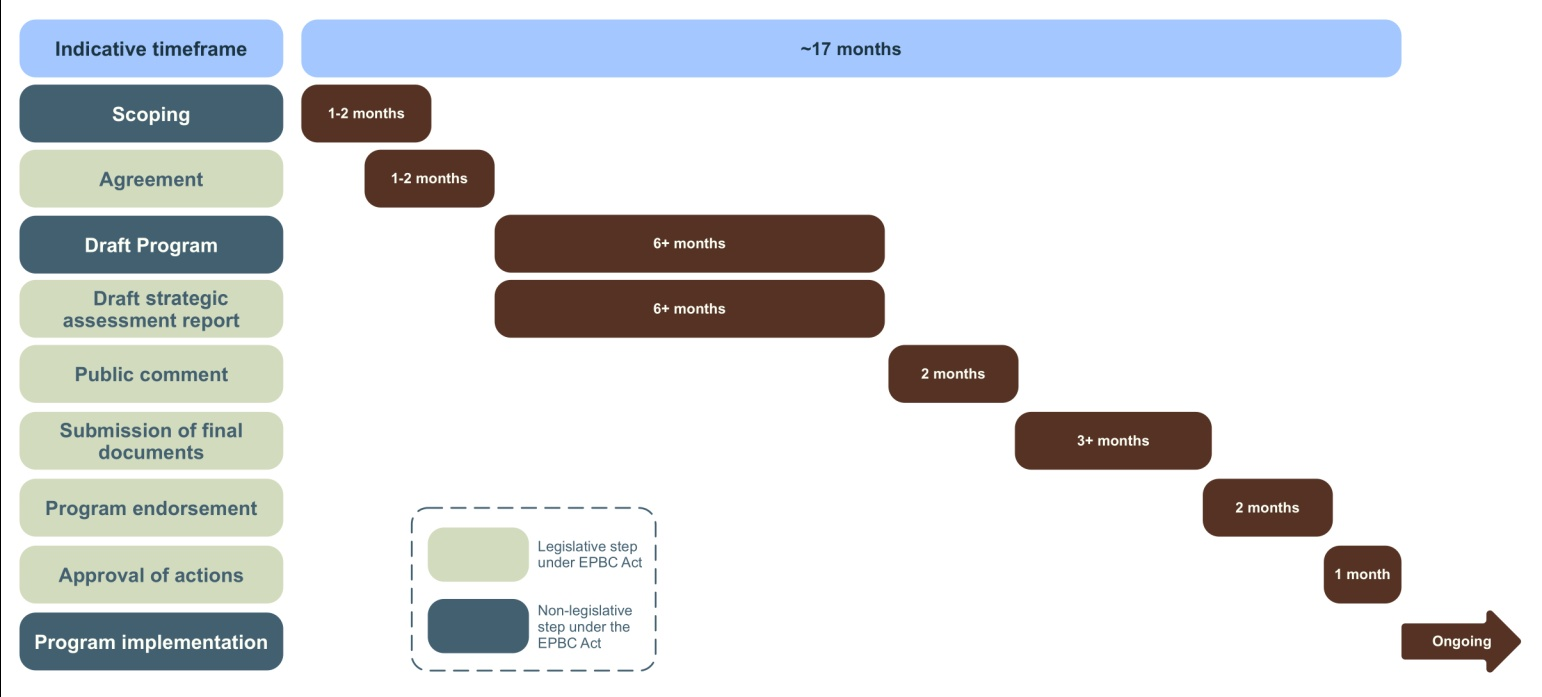 Indicative timeframe
~17 months
Scoping
1-2 months
Agreement
1-2 months
Draft Program
6+ months
Draft strategic
assessment report
6+ months
Public comment
2 months
Submission of final
documents
3+ months
Program endorsement
2 months
Approval of actions
1 month
Program implementation
Ongoing
Legislative step
under EPBC Act
Non-legislative
step under the
EPBC Act